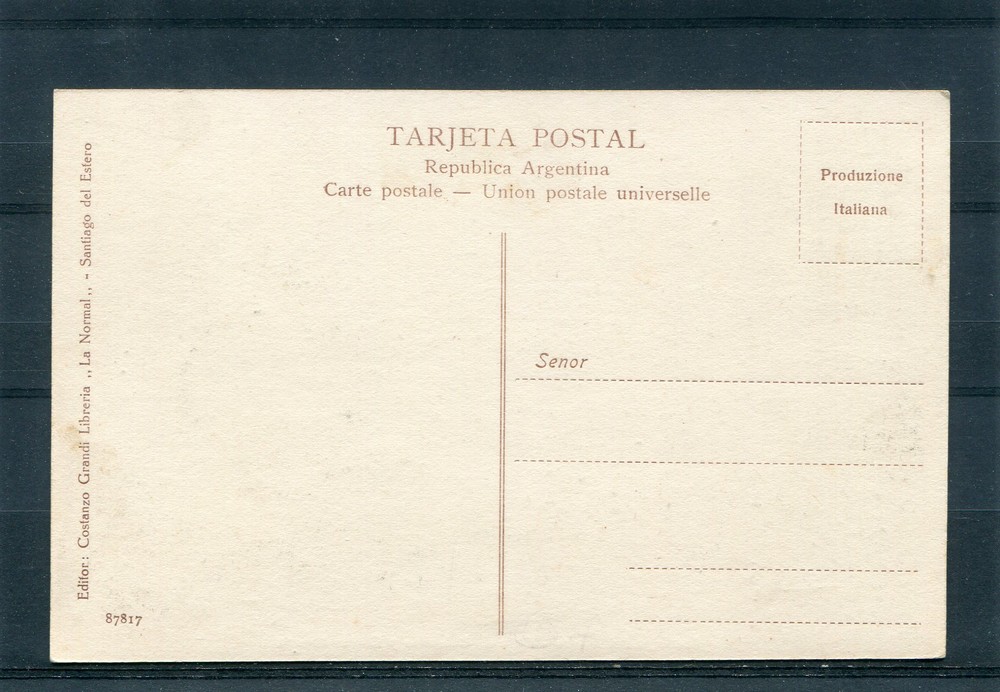 TARJETA POSTAL
Republica Argentina
Carte postale — Union postale universelle
Produzione
Italiana
Editor: Costanzo Grandi Libreria ,,La Normal,, - Santiago del Estero
Senor
87817